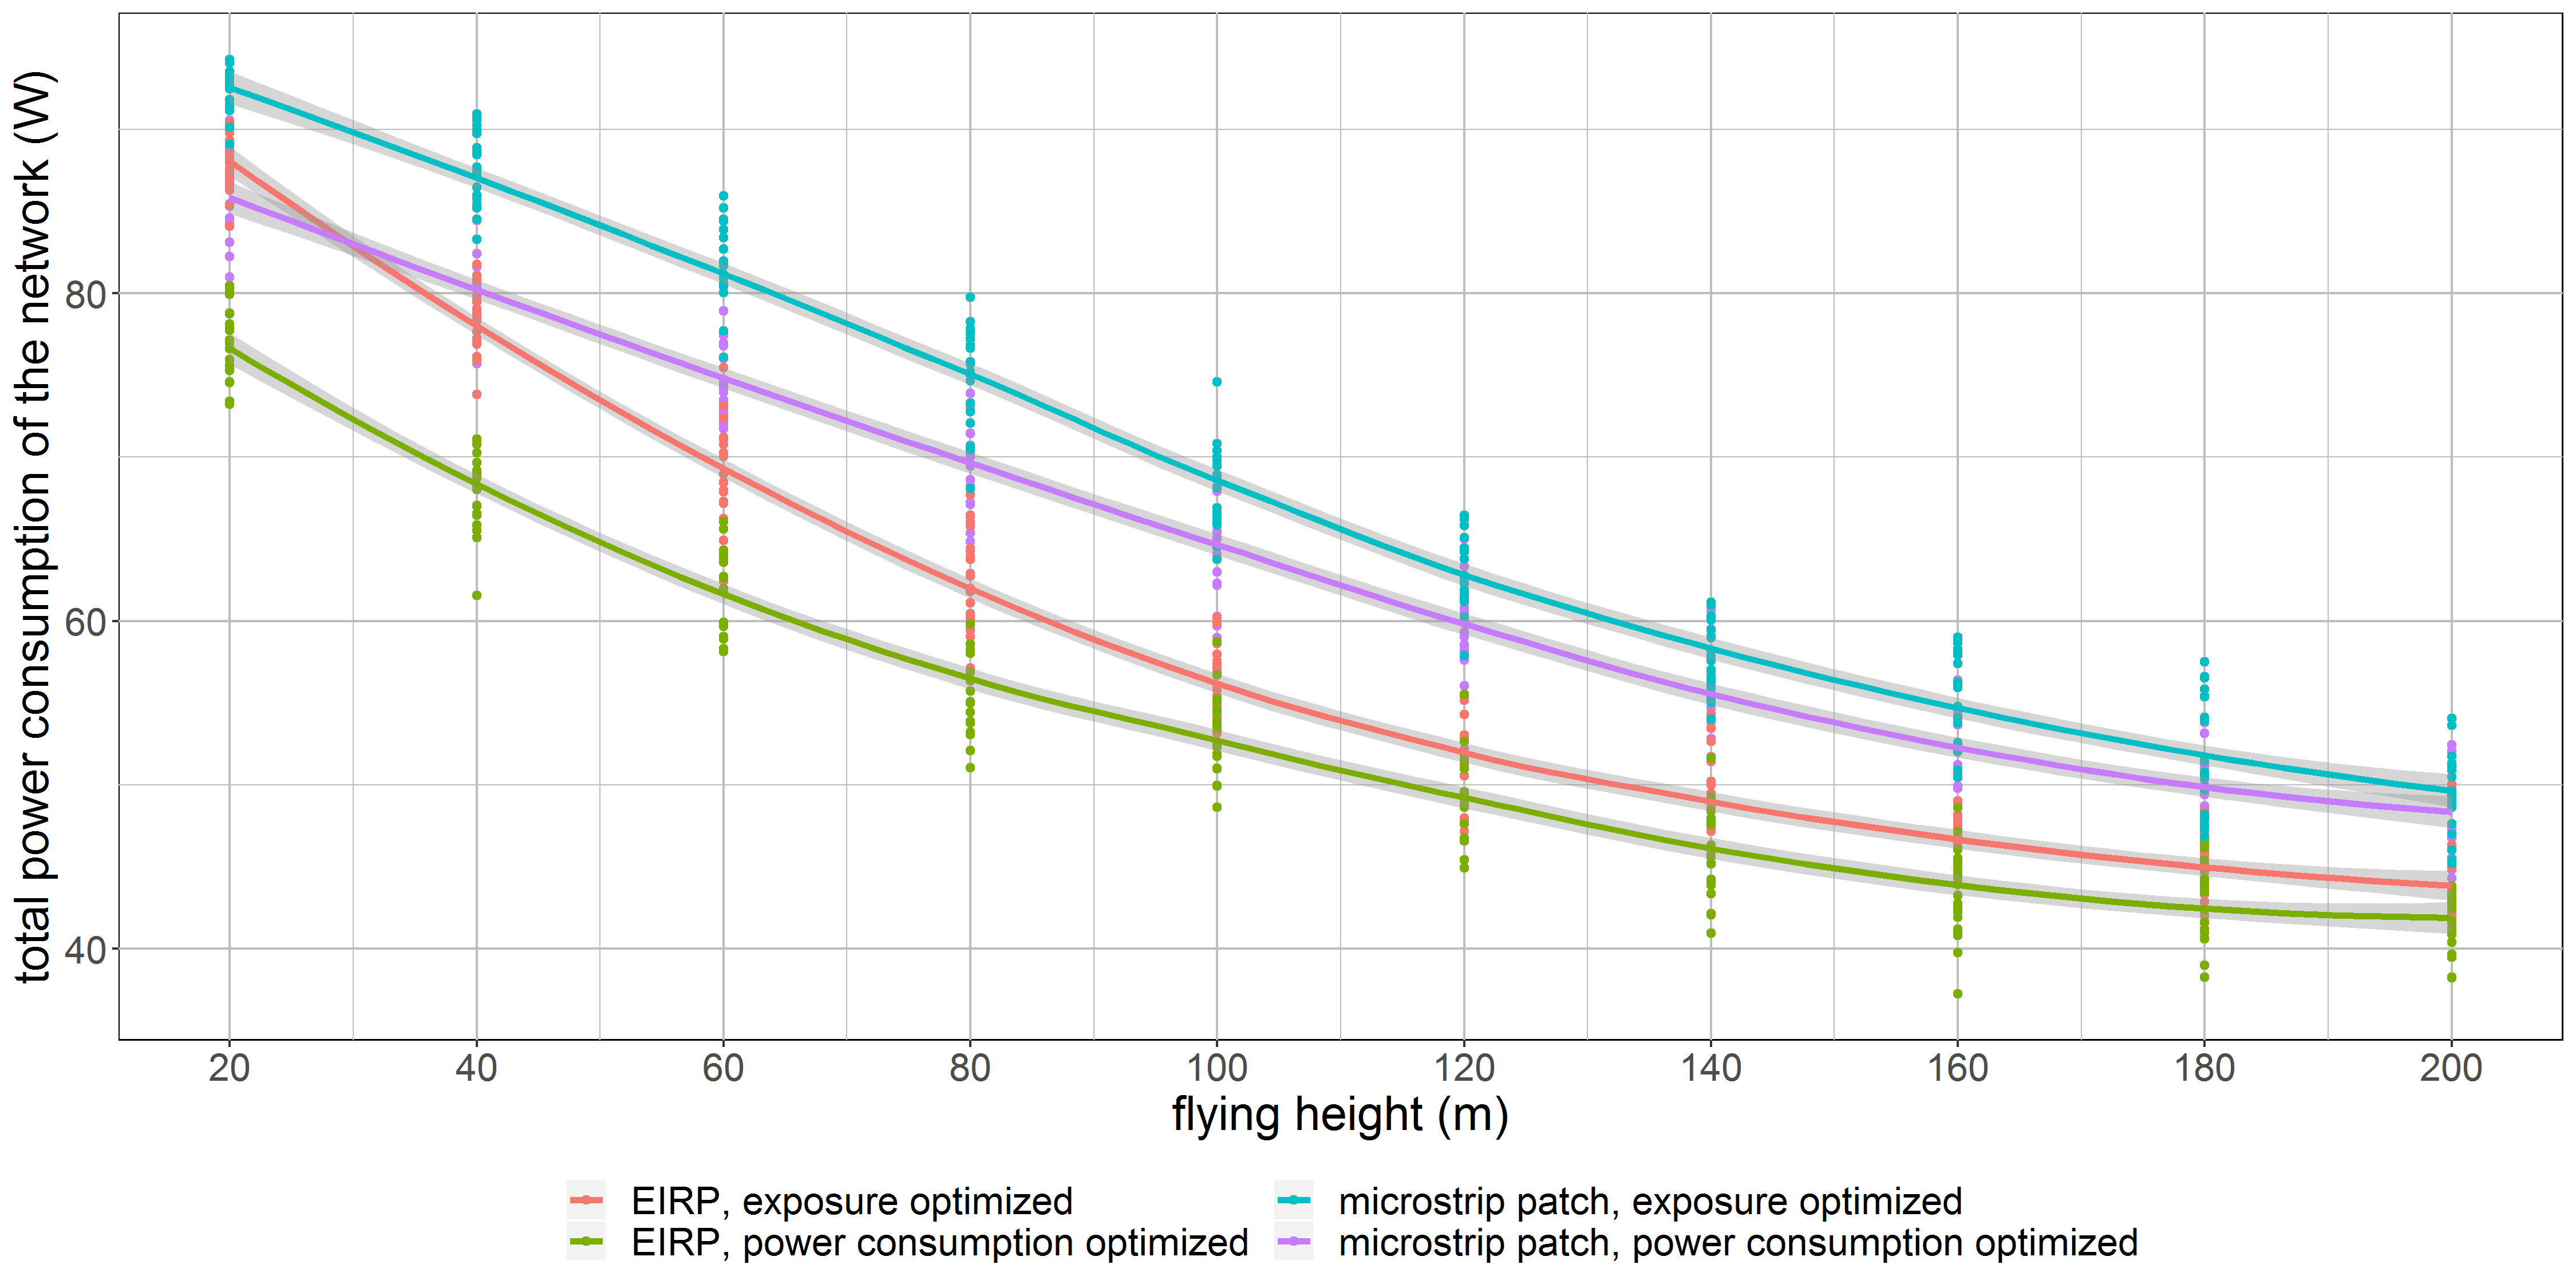 total power consumption of the network (W)
80
60
40
20 40 60 80 100 120 140 160 180 200
flying height (m)
EIRP, exposure optimized
EIRP, power consumption optimized
microstrip patch, exposure optimized
microstrip patch, power consumption optimized